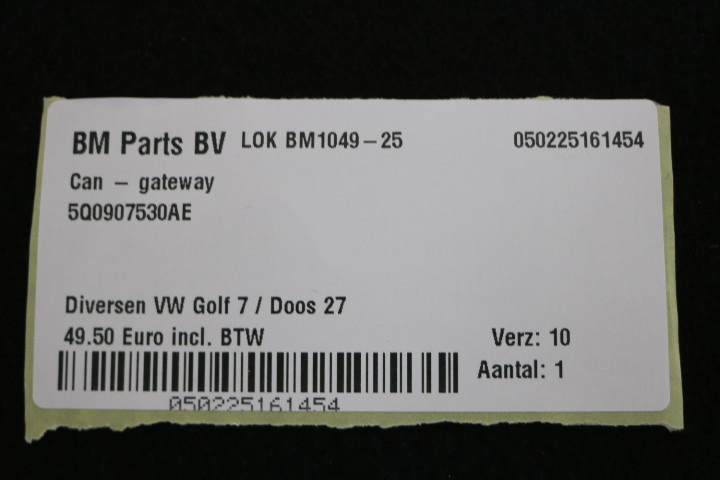 BM Parts BV LOK BM1049-25 050225161454
Can - gateway
5Q0907530AE
Diversen VW Golf 7 / Doos 27
49.50 Euro incl. BTW Verz: 10
Aantal: 1
050225161454